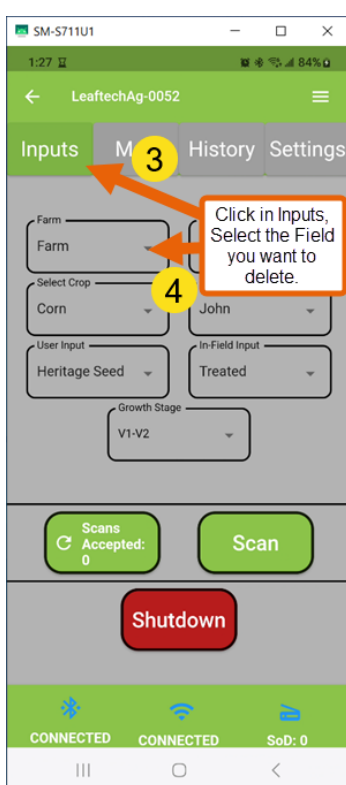 SM-S711U1
1:27 84%
LeaftechAg-0052
Inputs M 3 History Settings
Click in Inputs,
Select the Field
you want to
delete.
Farm
Farm
4
Select Crop
Corn John
User Input In-Field Input
Heritage Seed Treated
Growth Stage
V1-V2
Scans
Accepted:
0
Scan
Shutdown
CONNECTED CONNECTED SoD: 0